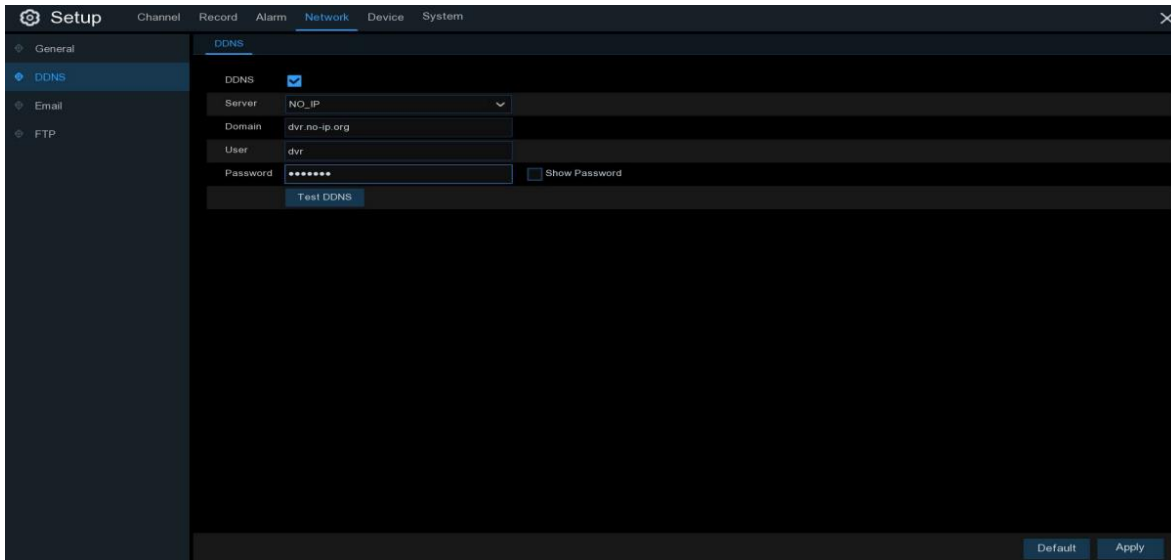 Setup Channel Record Alarm Network Device System
General
DDNS
Email
FTP
DDNS
DDNS
Server NO_IP
Domain dvr.no-ip.org
User dvr
Password ••••••• Show Password
Test DDNS
Default Apply